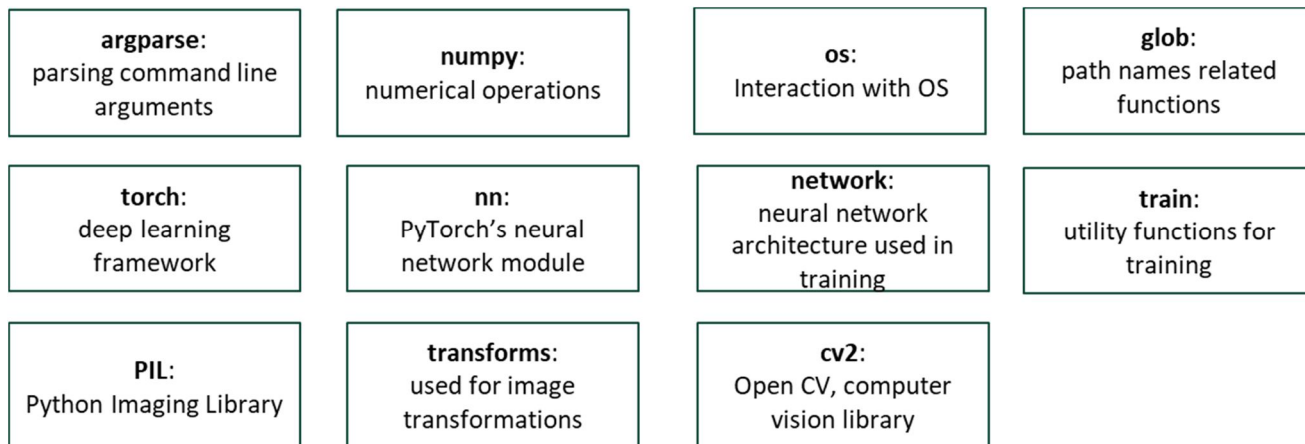 argparse:
parsing command line
arguments
numpy:
numerical operations
os:
Interaction with OS
glob:
path names related
functions
torch:
deep learning
framework
nn:
PyTorch’s neural
network module
network:
neural network
architecture used in
training
train:
utility functions for
training
PIL:
Python Imaging Library
transforms:
used for image
transformations
cv2:
Open CV, computer
vision library